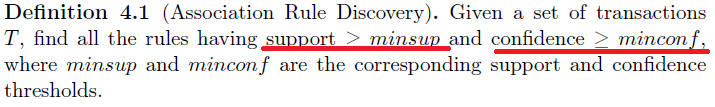 Definition 4.1 (Association Rule Discovery). Given a set of transactions
T, find all the rules having support > minsup and confidence ≥ minconf,
where minsup and minconf are the corresponding support and confidence
thresholds.